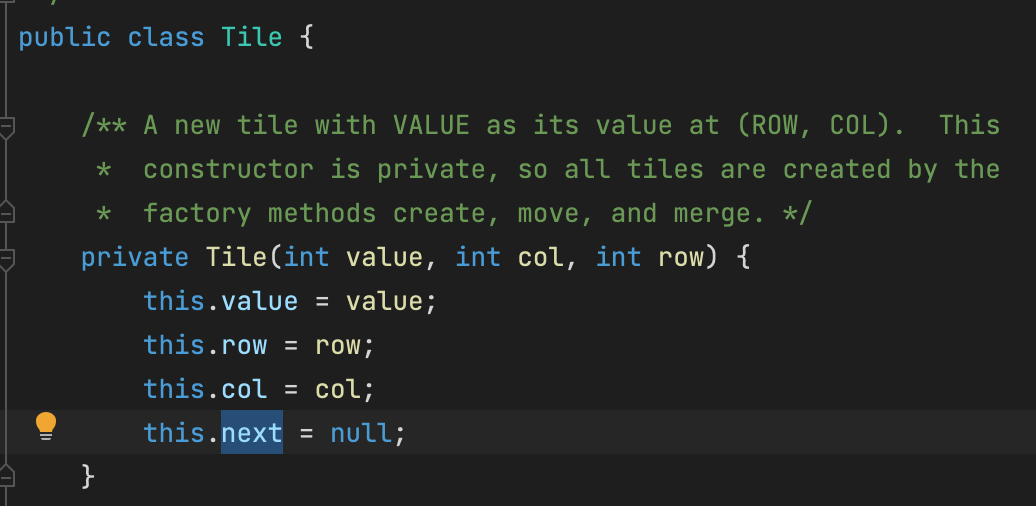 */
public class Tile {
/** A new tile with VALUE as its value at (ROW, COL).  This
 *  constructor is private, so all tiles are created by the
 *  factory methods create, move, and merge. */
private Tile(int value, int col, int row) {
this.value = value;
this.row = row;
this.col = col;
this.next = null;
}